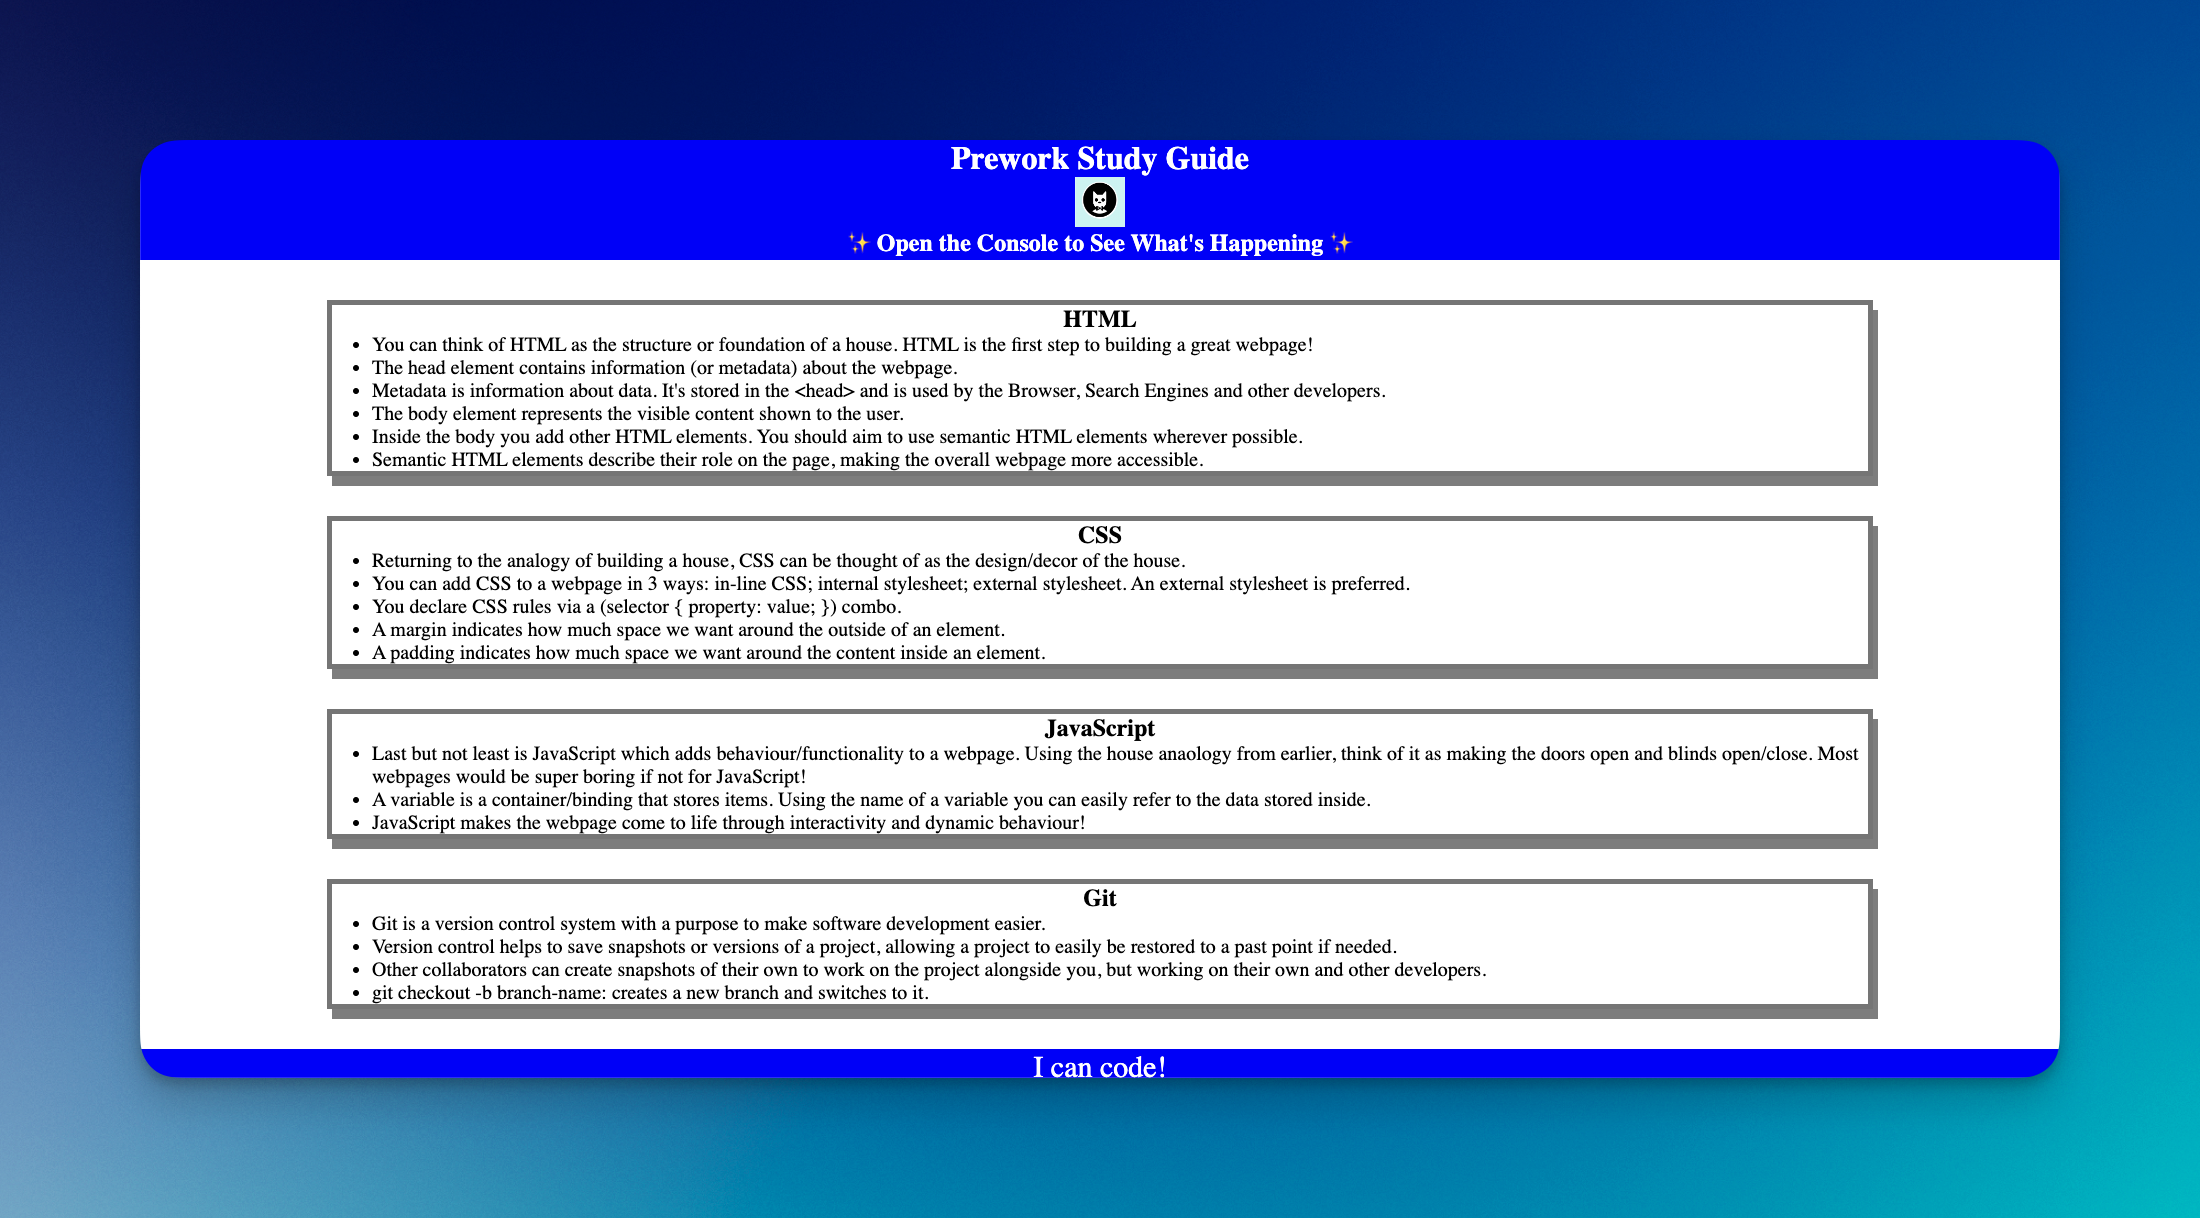 Prework Study Guide
✨ Open the Console to See What's Happening ✨
HTML
• You can think of HTML as the structure or foundation of a house. HTML is the first step to building a great webpage!
• The head element contains information (or metadata) about the webpage.
• Metadata is information about data. It's stored in the <head> and is used by the Browser, Search Engines and other developers.
• The body element represents the visible content shown to the user.
• Inside the body you add other HTML elements. You should aim to use semantic HTML elements wherever possible.
• Semantic HTML elements describe their role on the page, making the overall webpage more accessible.
CSS
• Returning to the analogy of building a house, CSS can be thought of as the design/decor of the house.
• You can add CSS to a webpage in 3 ways: in-line CSS; internal stylesheet; external stylesheet. An external stylesheet is preferred.
• You declare CSS rules via a (selector { property: value; }) combo.
• A margin indicates how much space we want around the outside of an element.
• A padding indicates how much space we want around the content inside an element.
JavaScript
• Last but not least is JavaScript which adds behaviour/functionality to a webpage. Using the house anaology from earlier, think of it as making the doors open and blinds open/close. Most
webpages would be super boring if not for JavaScript!
• A variable is a container/binding that stores items. Using the name of a variable you can easily refer to the data stored inside.
• JavaScript makes the webpage come to life through interactivity and dynamic behaviour!
Git
• Git is a version control system with a purpose to make software development easier.
• Version control helps to save snapshots or versions of a project, allowing a project to easily be restored to a past point if needed.
• Other collaborators can create snapshots of their own to work on the project alongside you, but working on their own and other developers.
• git checkout -b branch-name: creates a new branch and switches to it.
I can code!